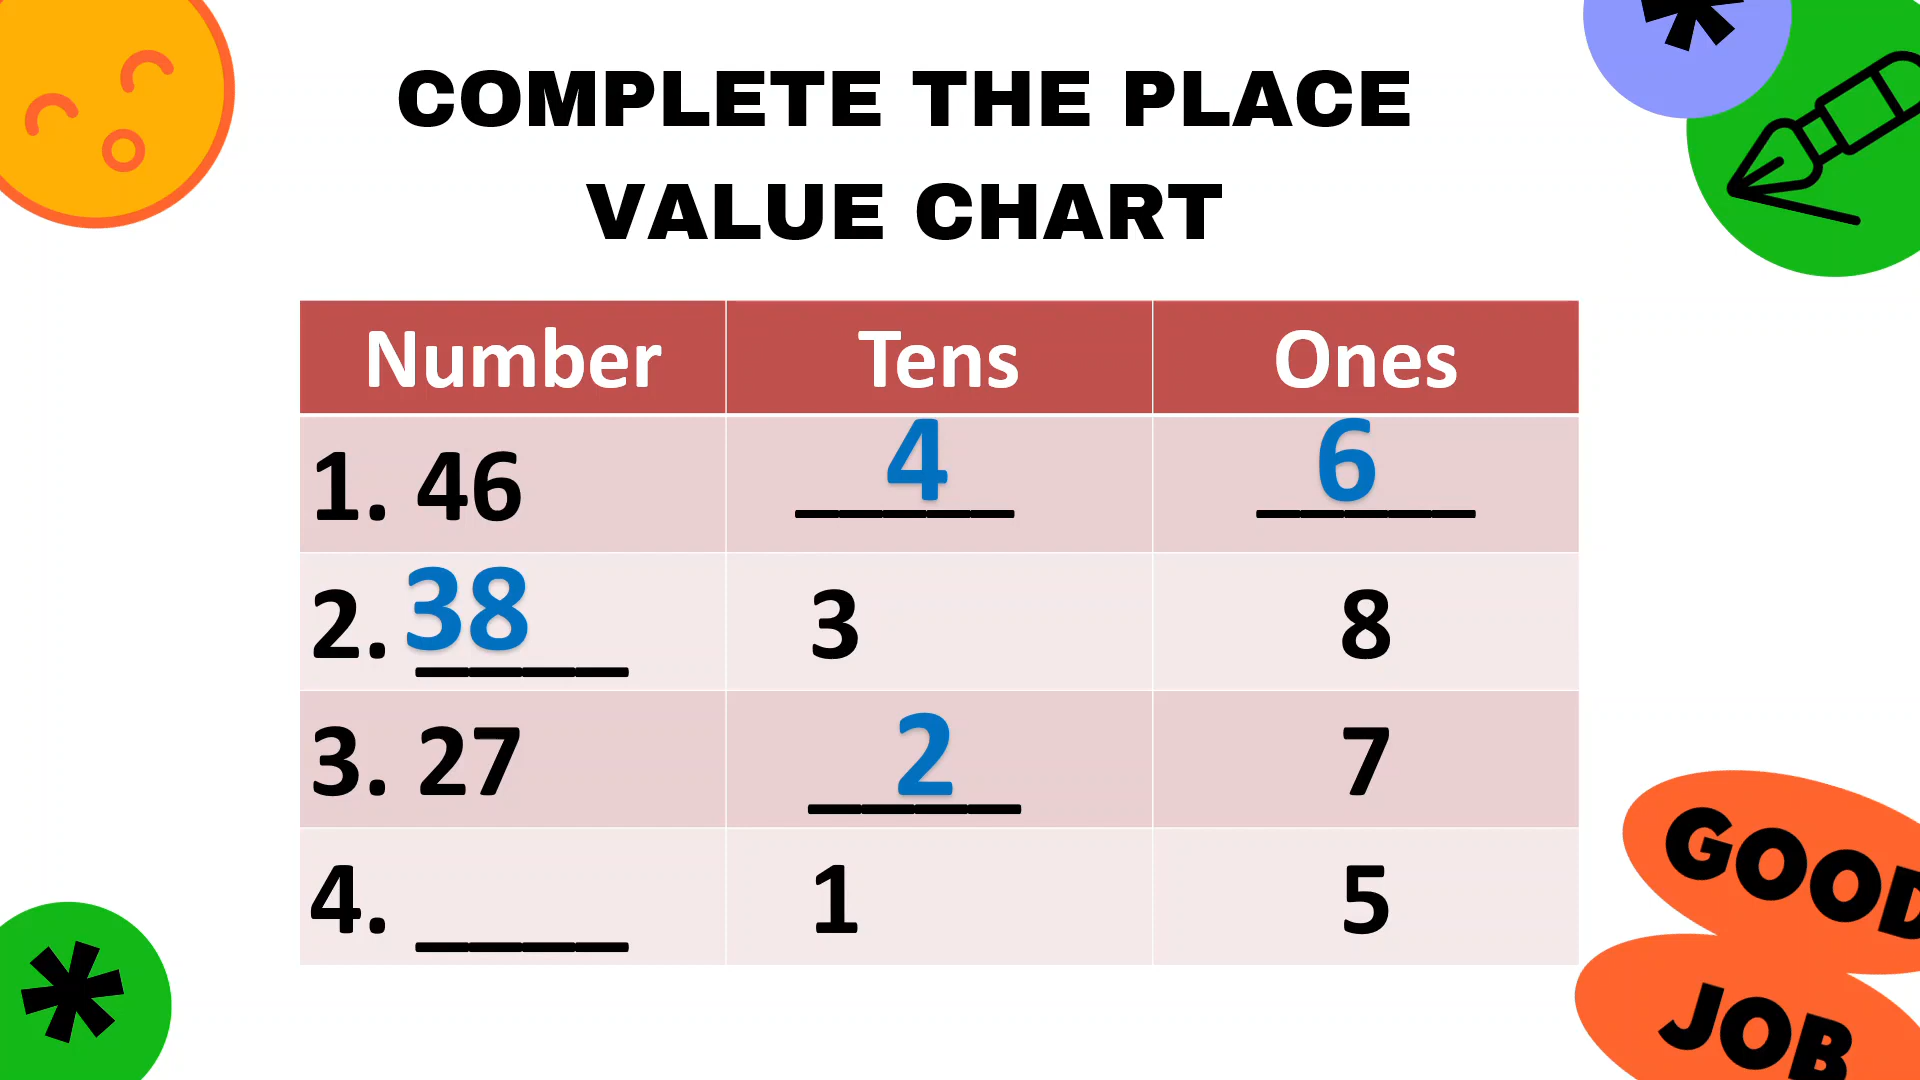 COMPLETE THE PLACE
VALUE CHART
Number Tens Ones
1. 46 4 6
2. 38 3 8
3. 27 2 7
4. ____ 1 5
GOOD
JOB